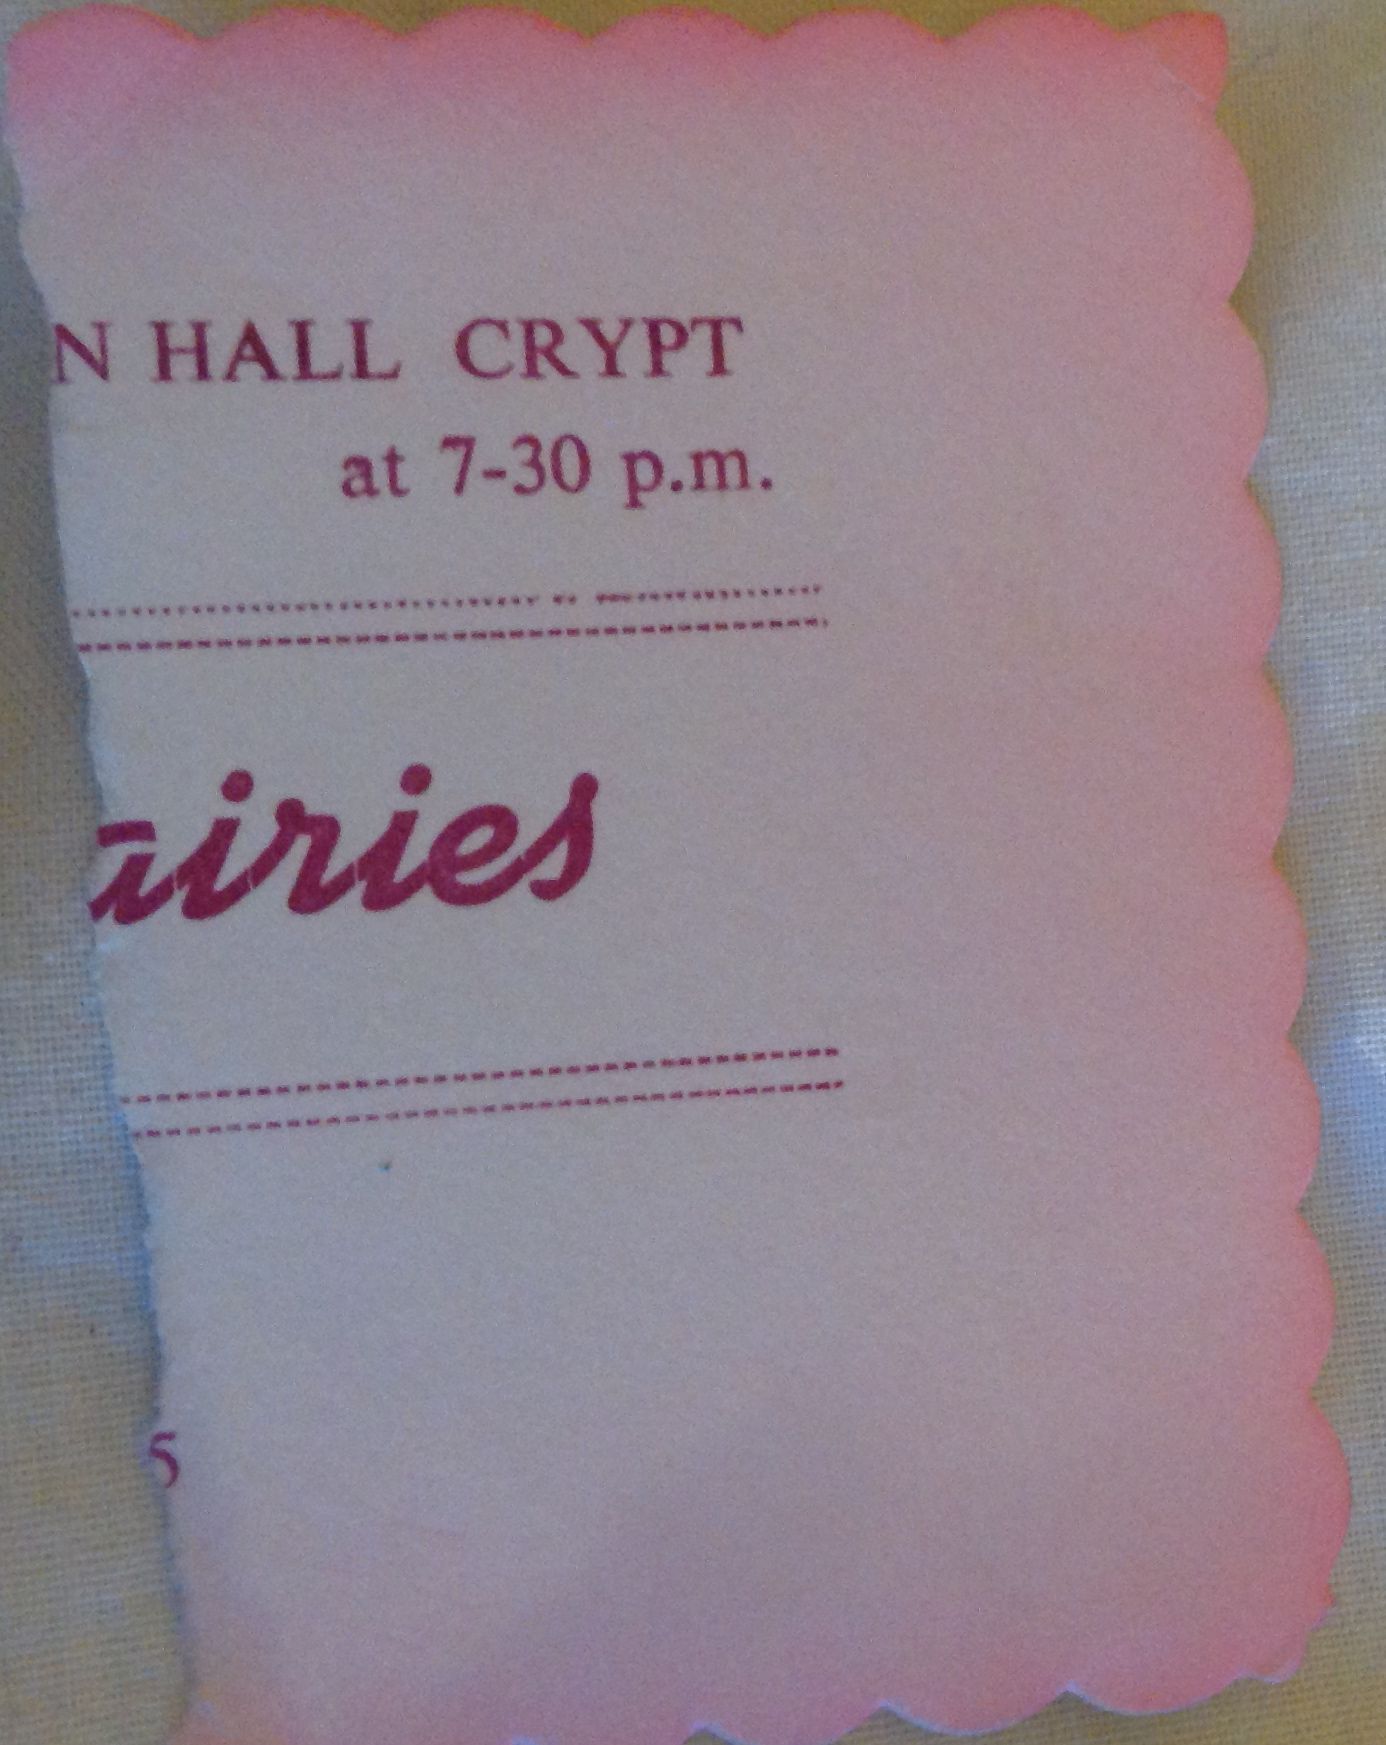 N HALL CRYPT
at 7-30 p.m.
airies
5